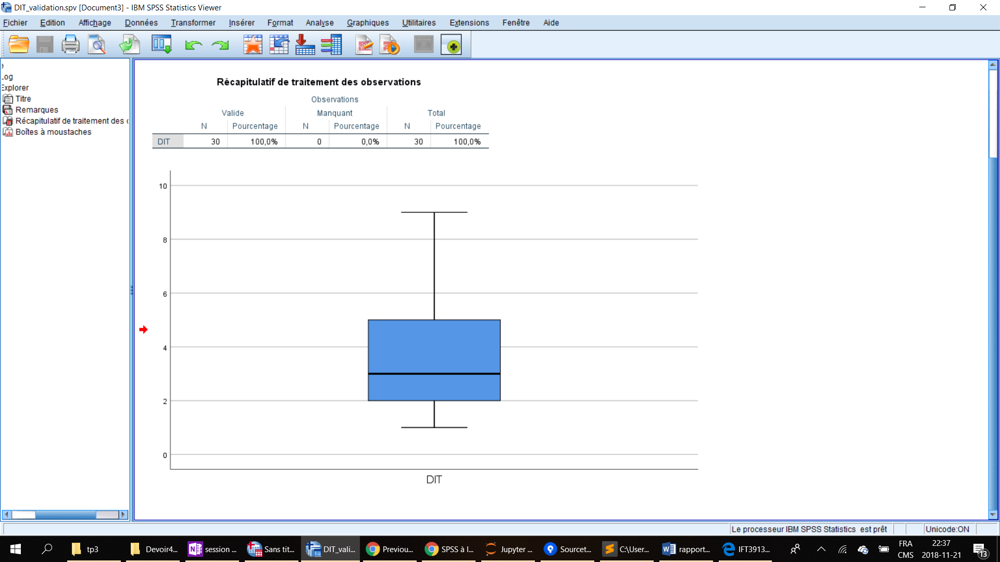 DIT_validation.spv [Document3] - IBM SPSS Statistics Viewer
Fichier Edition Affichage Données Transformer Insérer Format Analyse Graphiques Utilitaires Extensions Fenêtre Aide
Log
Explorer
Titre
Remarques
Récapitulatif de traitement des
Boîtes à moustaches
Récapitulatif de traitement des observations
Observations
Valide Manquant Total
N Pourcentage N Pourcentage N Pourcentage
DIT 30 100,0% 0 0,0% 30 100,0%
10
8
6
4
2
0
DIT
Le processeur IBM SPSS Statistics est prêt Unicode:ON
tp3 Devoir4... session ... Sans tit... DIT_vali... Previou... SPSS à l... Jupyter ... Sourcet... C:\User... rapport... IFT3913...
FRA 22:37
CMS 2018-11-21
13